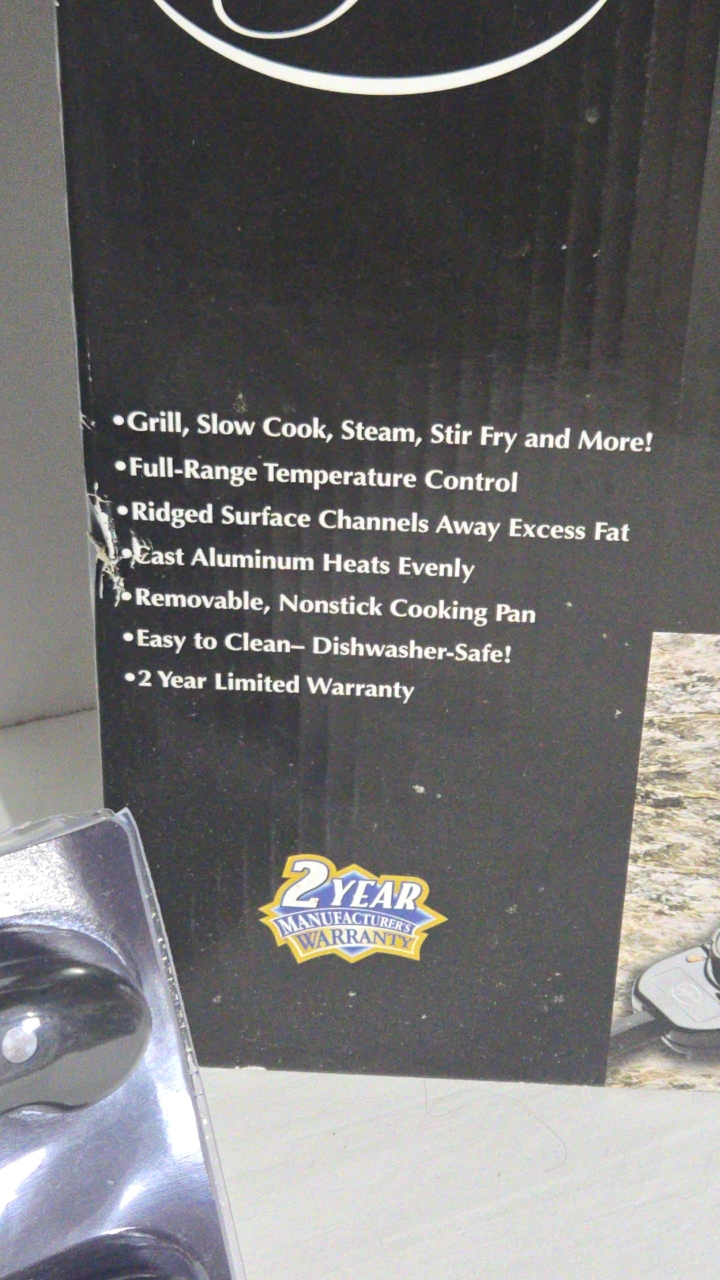 •Grill, Slow Cook, Steam, Stir Fry and More!
•Full-Range Temperature Control
•Ridged Surface Channels Away Excess Fat
•Cast Aluminum Heats Evenly
•Removable, Nonstick Cooking Pan
•Easy to Clean– Dishwasher-Safe!
•2 Year Limited Warranty
2 YEAR
MANUFACTURER'S
WARRANTY